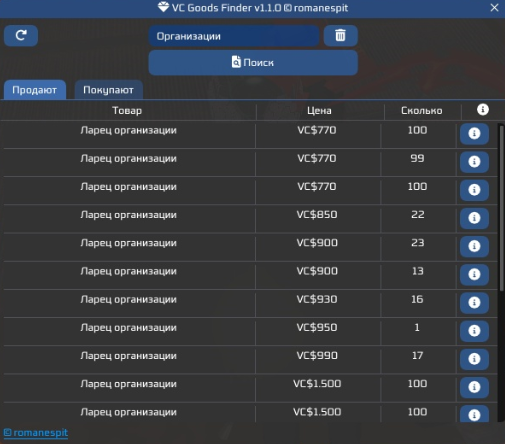 VC Goods Finder v1.1.0 © romanespit
Организации
Поиск
Продают Покупают
Товар Цена Сколько
Ларец организации VC$770 100
Ларец организации VC$770 99
Ларец организации VC$770 100
Ларец организации VC$850 22
Ларец организации VC$900 23
Ларец организации VC$900 13
Ларец организации VC$930 16
Ларец организации VC$950 1
Ларец организации VC$990 17
Ларец организации VC$1.500 100
Ларец организации VC$1.500 100
© romanespit